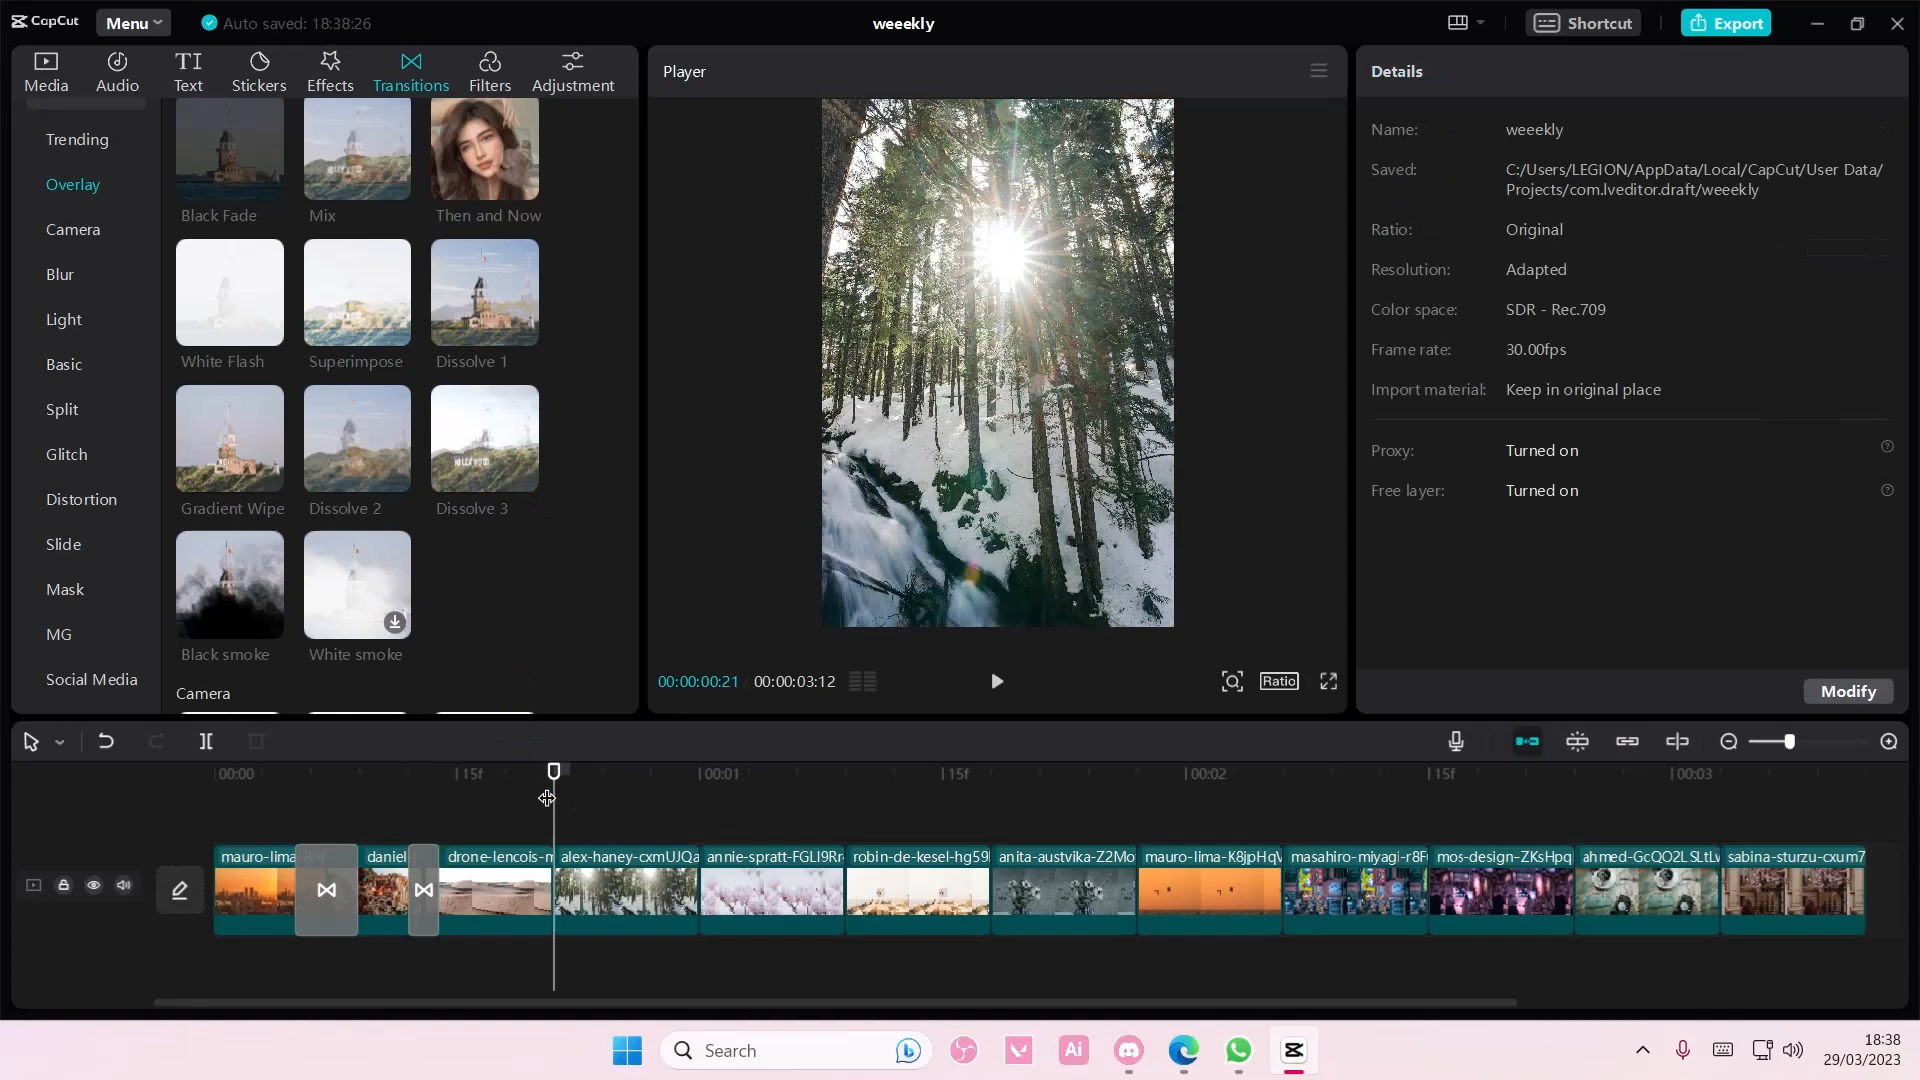 CapCut
Menu
Auto saved: 18:38:26
weeekly
Shortcut
Export
Media
Audio
TI
Text
Stickers
Effects
Transitions
Filters
Adjustment
Player
Details
Trending
Overlay
Camera
Blur
Light
Basic
Split
Glitch
Distortion
Slide
Mask
MG
Social Media
Black Fade
Mix
Then and Now
White Flash
Superimpose
Dissolve 1
Gradient Wipe
Dissolve 2
Dissolve 3
Black smoke
White smoke
Camera
00:00:00:21
00:00:03:12
Ratio
Name:
weeekly
Saved:
C:/Users/LEGION/AppData/Local/CapCut/User Data/
Projects/com.lveditor.draft/weeekly
Ratio:
Original
Resolution:
Adapted
Color space:
SDR - Rec.709
Frame rate:
30.00fps
Import material:
Keep in original place
Proxy:
Turned on
Free layer:
Turned on
Modify
00:00
15f
00:01
15f
00:02
15f
00:03
mauro-lima
daniel
drone-lencois-m
alex-haney-cxmUJQa
annie-spratt-FGLI9Rr
robin-de-kesel-hg59
anita-austvika-Z2Mo
mauro-lima-K8jpHqV
masahiro-miyagi-r8F
mos-design-ZKsHpq
ahmed-GcQO2LSLtL
sabina-sturzu-cxum7
Search
Ai
18:38
29/03/2023